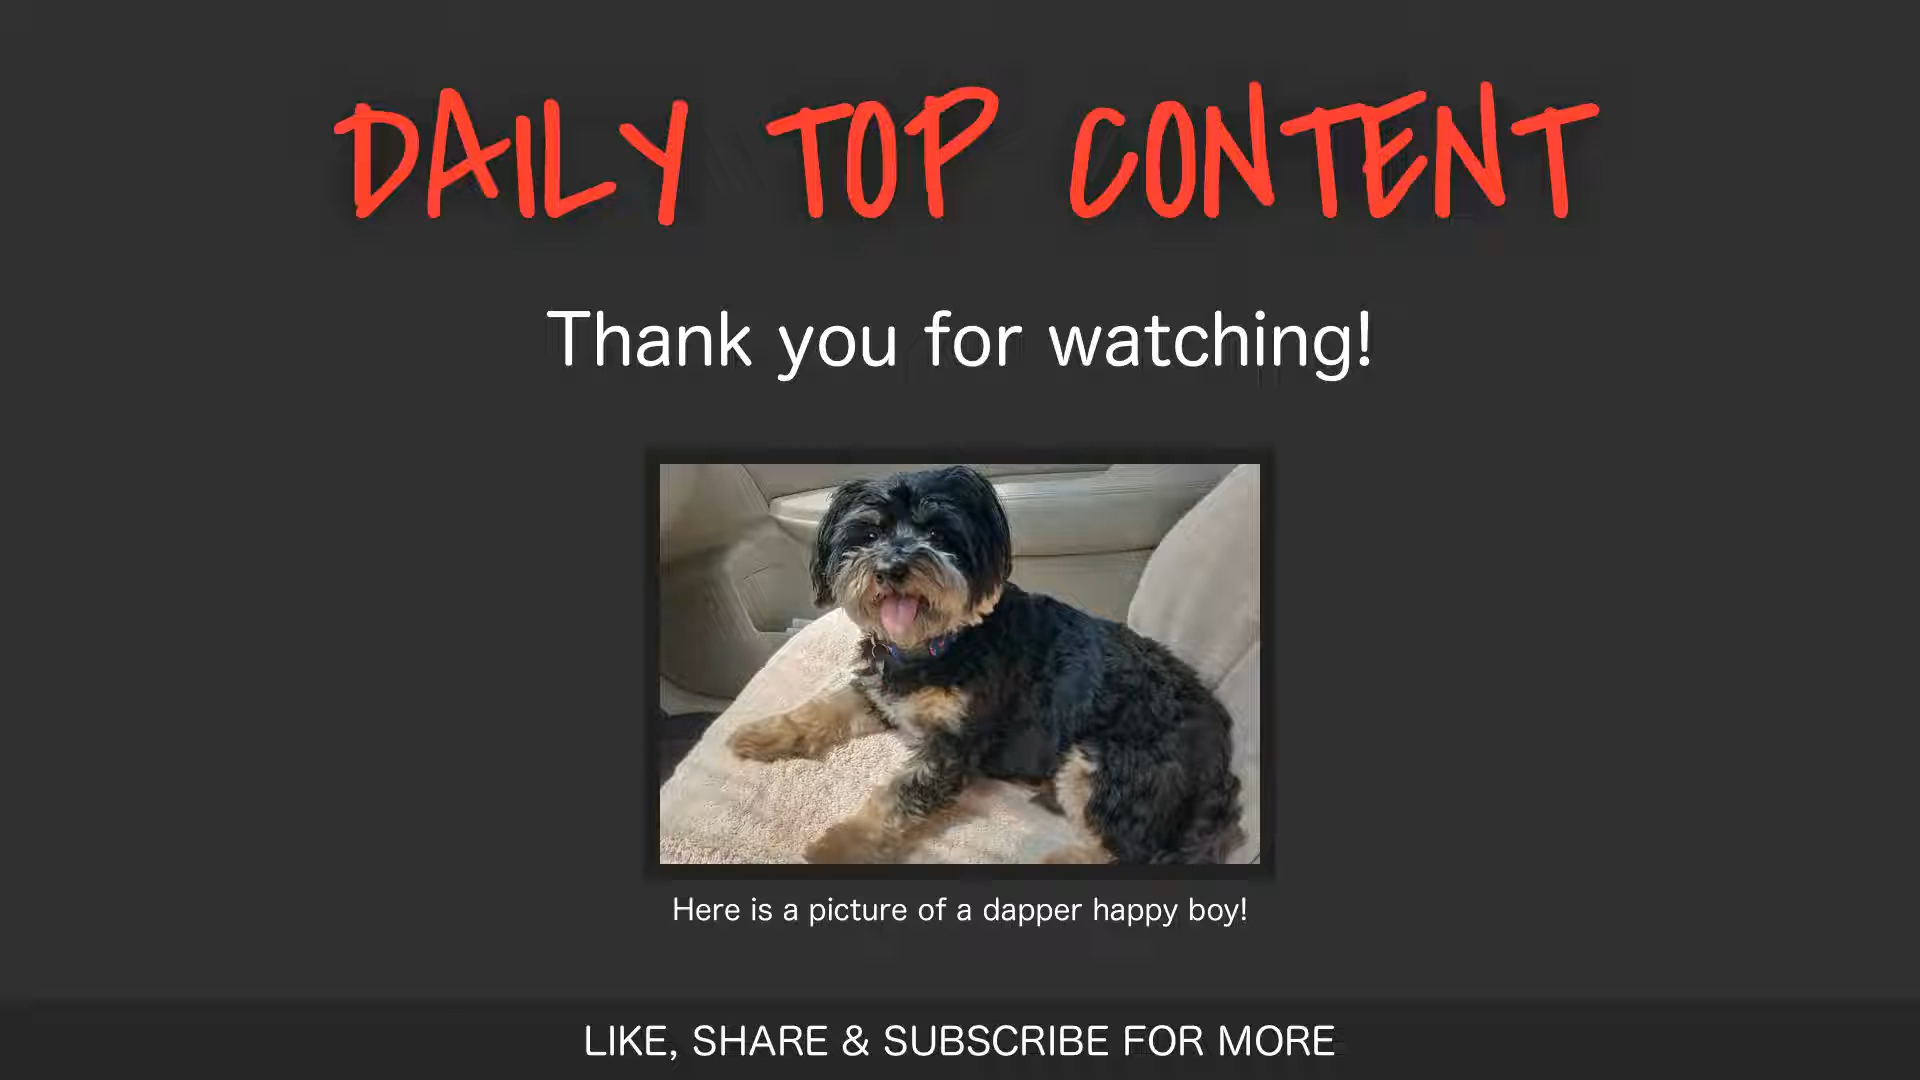 DAILY TOP CONTENT
Thank you for watching!
Here is a picture of a dapper happy boy!
LIKE, SHARE & SUBSCRIBE FOR MORE